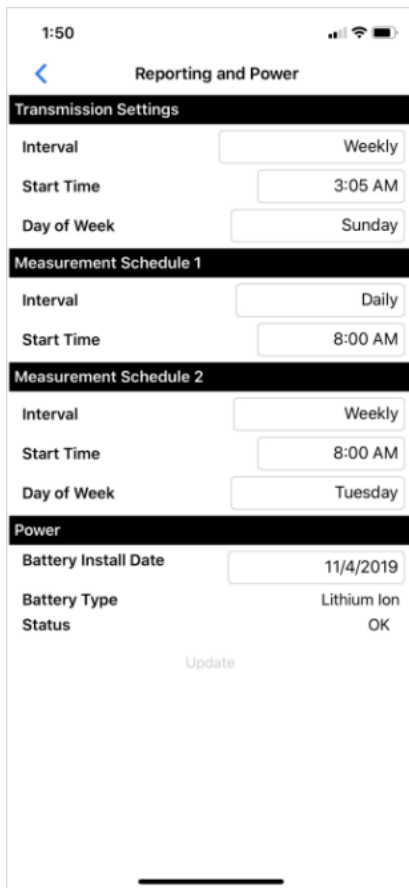 1:50
Reporting and Power
Transmission Settings
Interval Weekly
Start Time 3:05 AM
Day of Week Sunday
Measurement Schedule 1
Interval Daily
Start Time 8:00 AM
Measurement Schedule 2
Interval Weekly
Start Time 8:00 AM
Day of Week Tuesday
Power
Battery Install Date 11/4/2019
Battery Type Lithium Ion
Status OK
Update